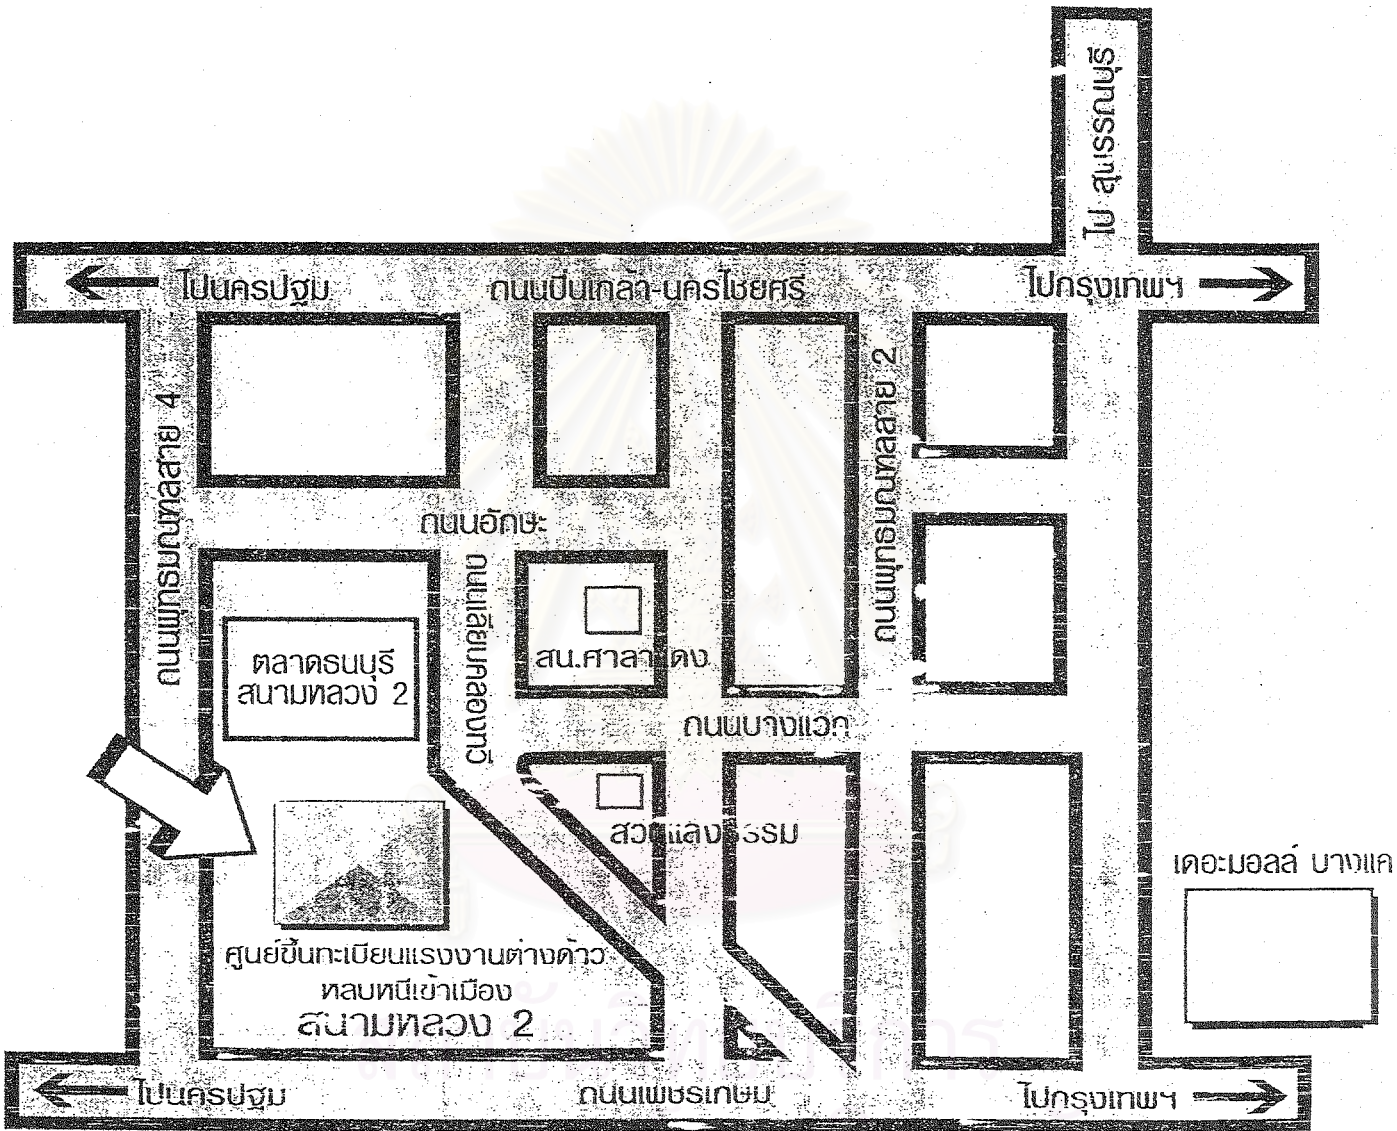 ไป สุพรรณบุรี
ไปนครปฐม
ถนนปิ่นเกล้า-นครไชยศรี
ไปกรุงเทพฯ
ถนนพุทธมณฑลสาย 4
ถนนพุทธมณฑลสาย 2
ถนนอักษะ
ถนนเลียบคลองทวี
ตลาดธนบุรี
สนามหลวง 2
สน.ศาลาแดง
ถนนบางแวก
สวนแสงธรรม
เดอะมอลล์ บางแค
ศูนย์ขึ้นทะเบียนแรงงานต่างด้าว
หลบหนีเข้าเมือง
สนามหลวง 2
ไปนครปฐม
ถนนเพชรเกษม
ไปกรุงเทพฯ